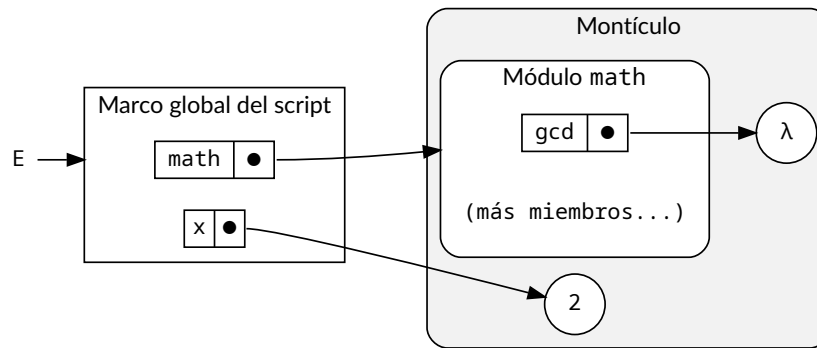 Montículo
Módulo math
Marco global del script
gcd
λ
E
math
(más miembros...)
x
2